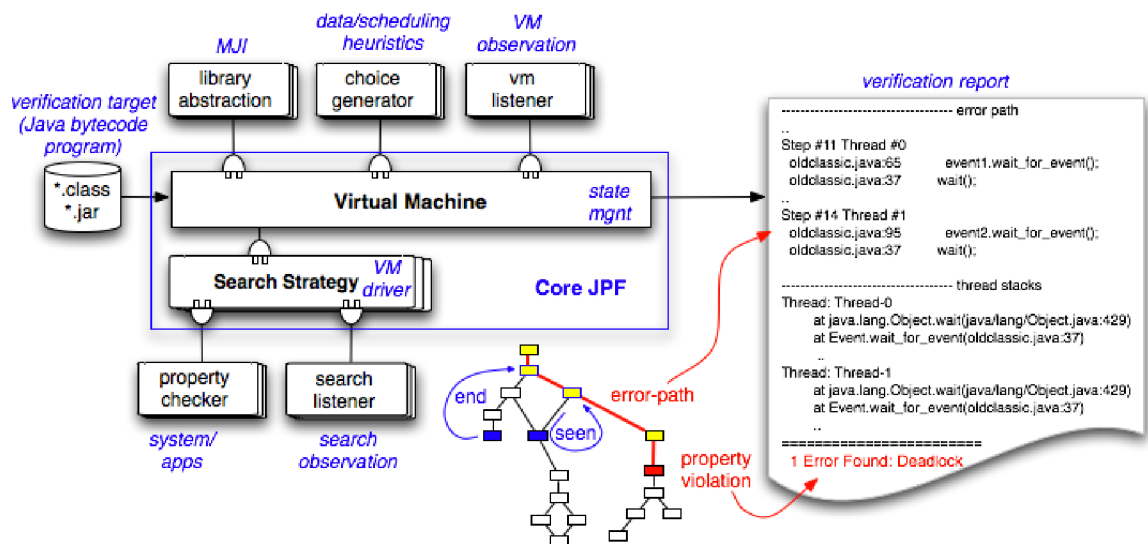 MJI
library
abstraction
data/scheduling
heuristics
choice
generator
VM
observation
vm
listener
verification target
(Java bytecode
program)
*.class
*.jar
Virtual Machine
state
mgnt
Search Strategy
VM
driver
Core JPF
property
checker
system/
apps
search
listener
search
observation
end
seen
error-path
property
violation
verification report
---------------------------------- error path
..
Step #11 Thread #0
oldclassic.java:65 event1.wait_for_event();
oldclassic.java:37 wait();
..
Step #14 Thread #1
oldclassic.java:95 event2.wait_for_event();
oldclassic.java:37 wait();
---------------------------------- thread stacks
Thread: Thread-0
at java.lang.Object.wait(java/lang/Object.java:429)
at Event.wait_for_event(oldclassic.java:37)
..
Thread: Thread-1
at java.lang.Object.wait(java/lang/Object.java:429)
at Event.wait_for_event(oldclassic.java:37)
..
=========================
1 Error Found: Deadlock